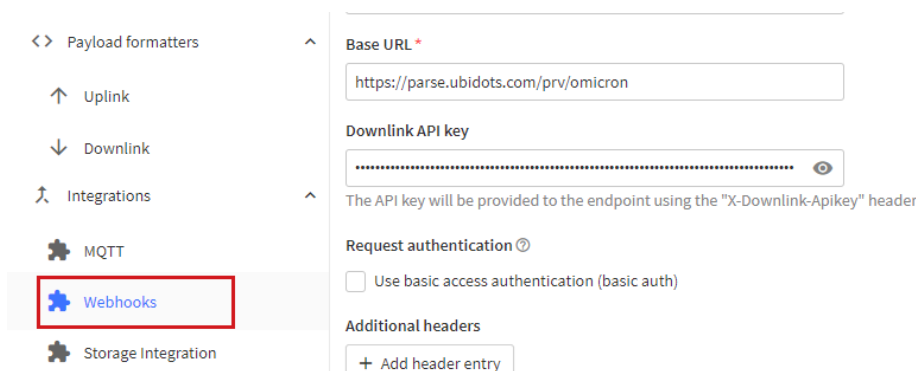 Payload formatters
Uplink
Downlink
Integrations
MQTT
Webhooks
Storage Integration
Base URL *
https://parse.ubidots.com/prv/omicron
Downlink API key
••••••••••••••••••••••••••••••••••••••••••••••••••••••••••••••••••••••••••••••••••••••••
The API key will be provided to the endpoint using the "X-Downlink-Apikey" header
Request authentication
Use basic access authentication (basic auth)
Additional headers
+ Add header entry